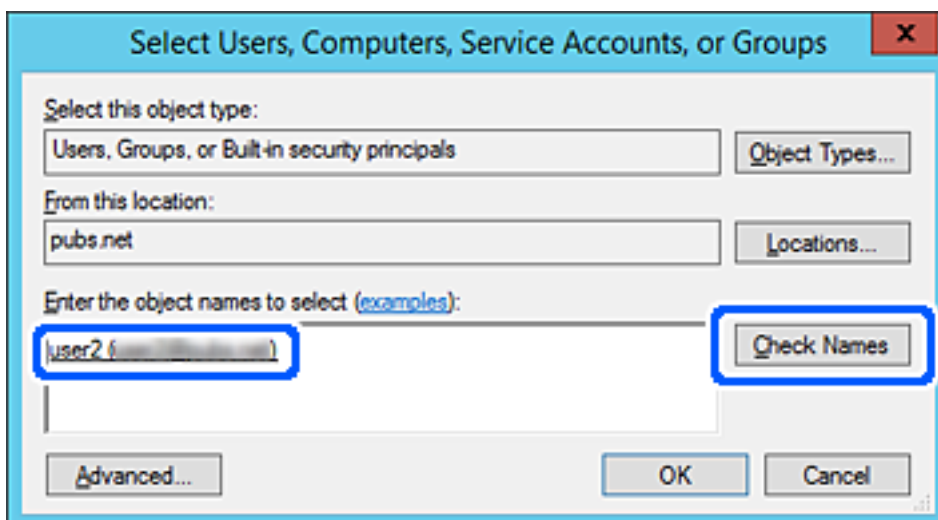 Select Users, Computers, Service Accounts, or Groups
x
Select this object type:
Users, Groups, or Built-in security principals
Object Types...
From this location:
pubs.net
Locations...
Enter the object names to select (examples):
user2 ( )
Check Names
Advanced...
OK
Cancel